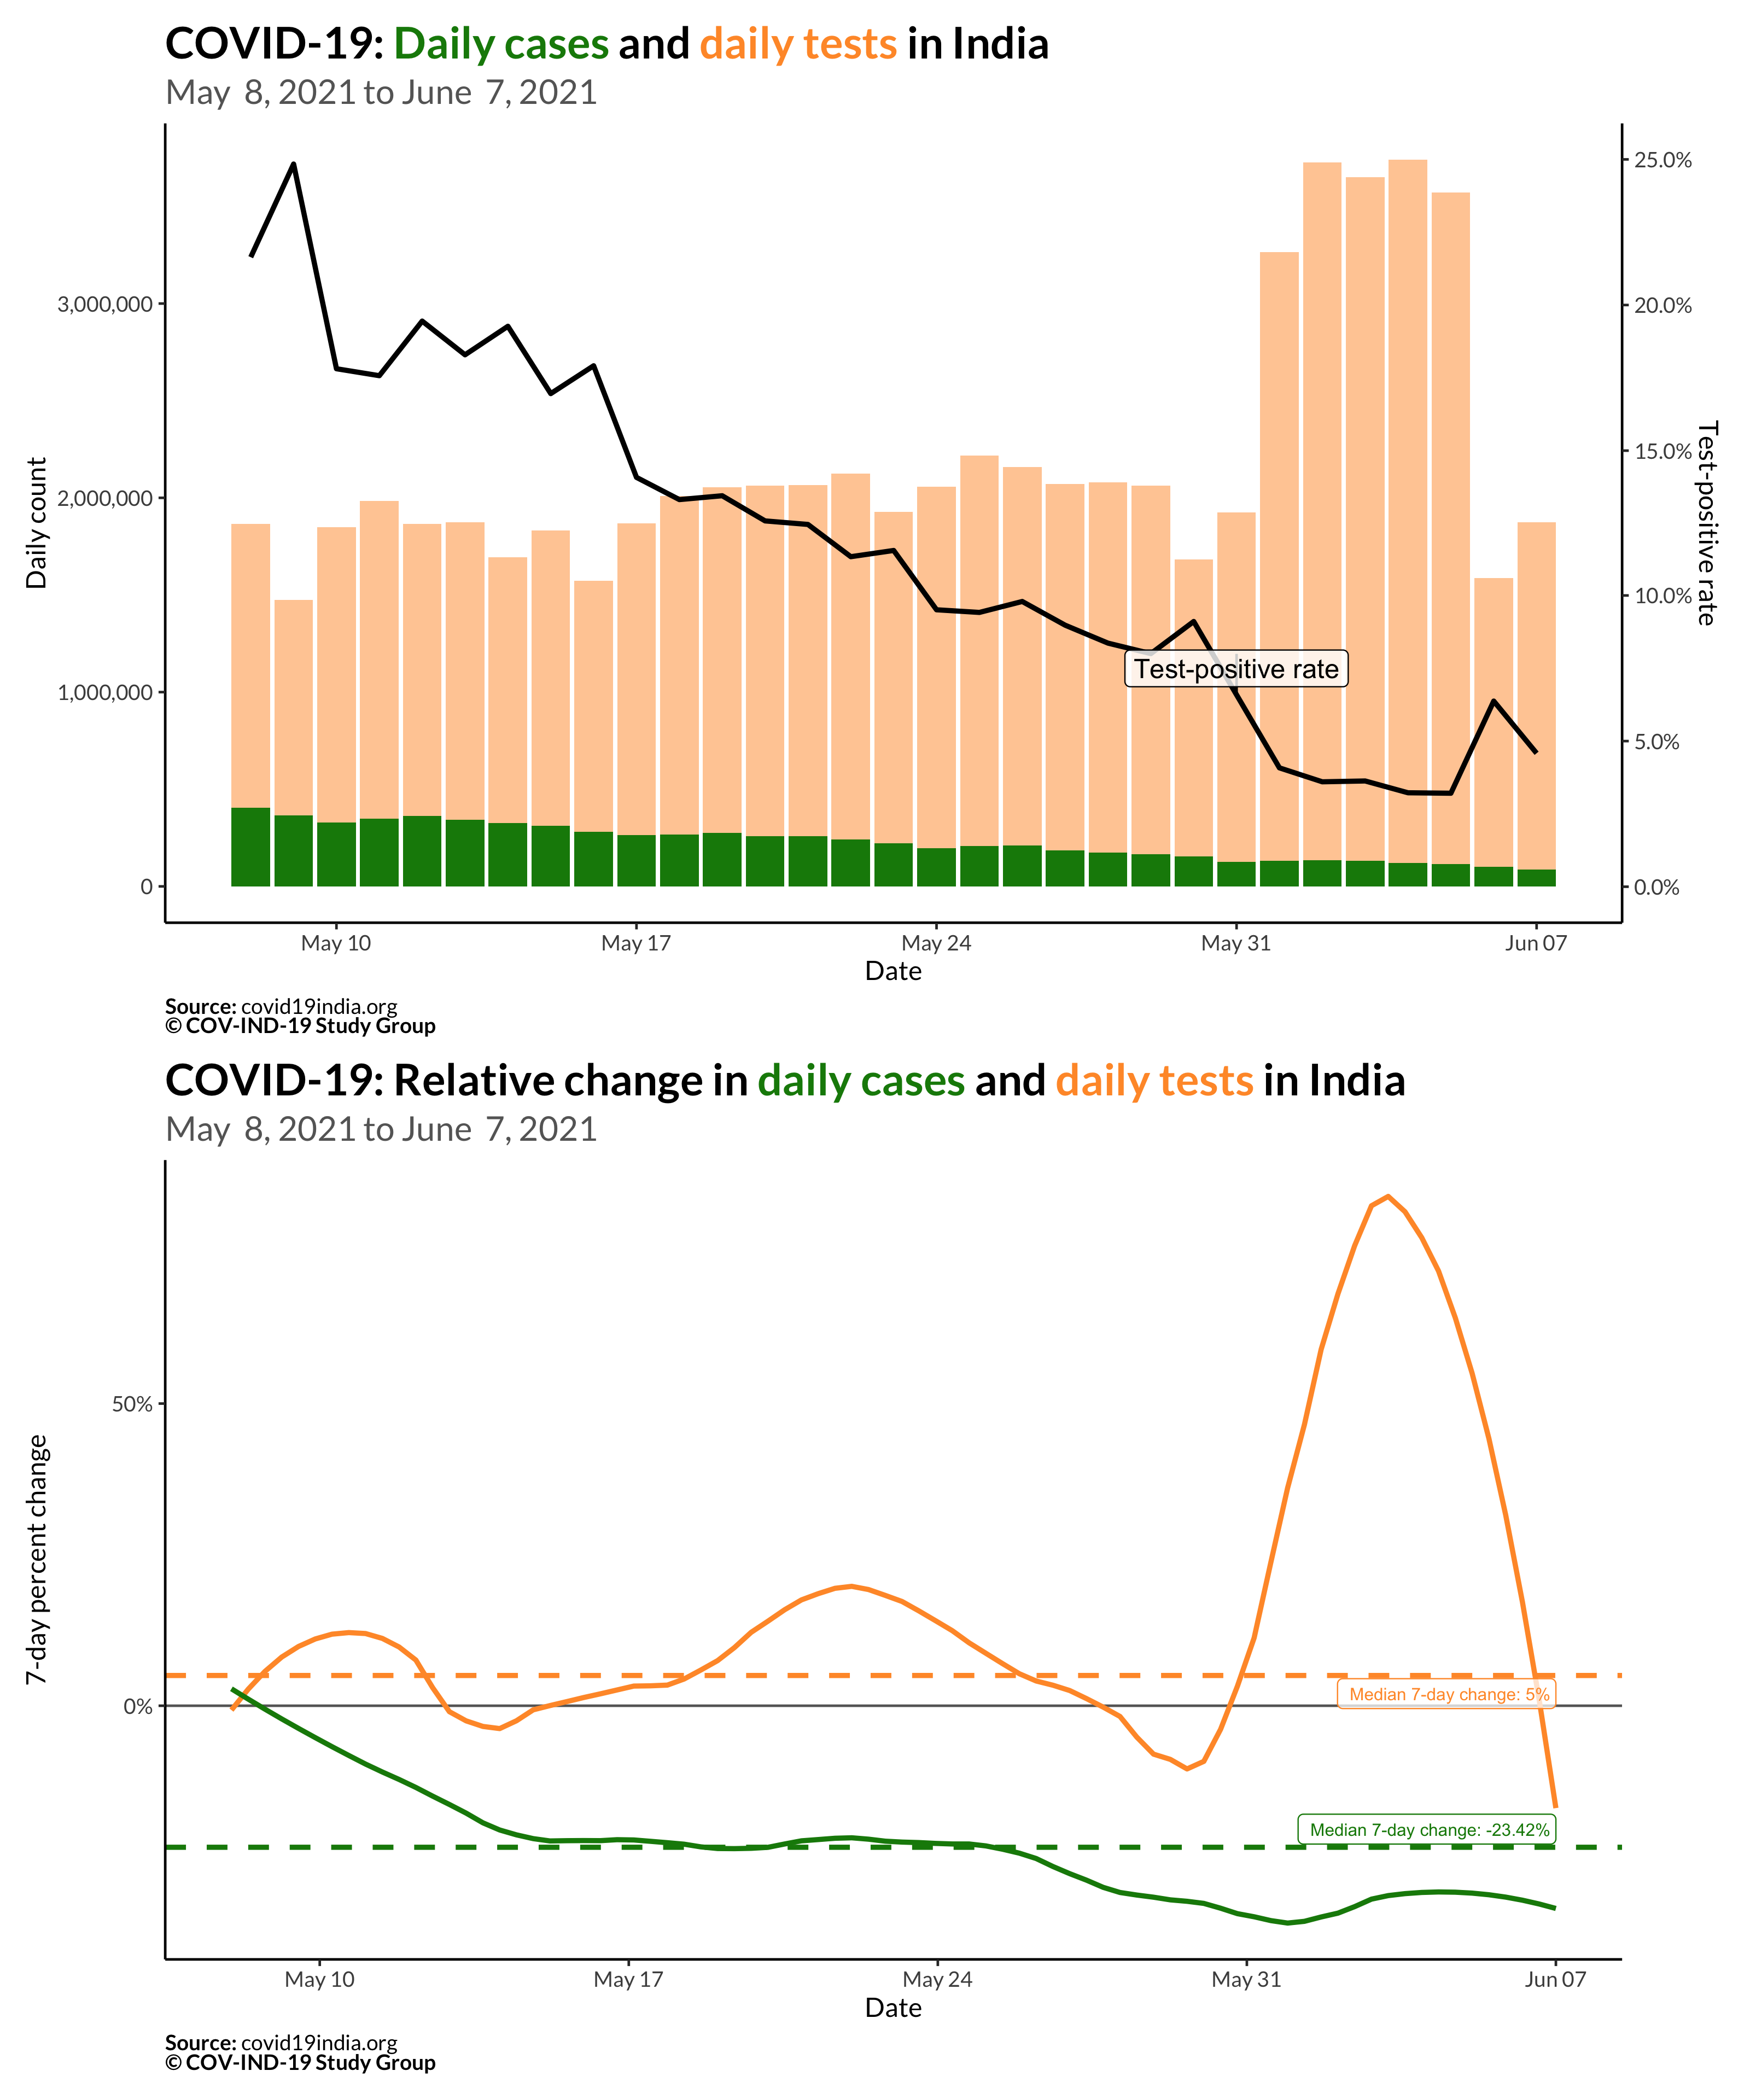 COVID-19: Daily cases and daily tests in India
May 8, 2021 to June 7, 2021
Daily count
3,000,000
2,000,000
1,000,000
0
25.0%
20.0%
15.0%
10.0%
5.0%
0.0%
Test-positive rate
Test-positive rate
May 10
May 17
May 24
May 31
Jun 07
Date
Source: covid19india.org
© COV-IND-19 Study Group
COVID-19: Relative change in daily cases and daily tests in India
May 8, 2021 to June 7, 2021
7-day percent change
50%
0%
Median 7-day change: 5%
Median 7-day change: -23.42%
May 10
May 17
May 24
May 31
Jun 07
Date
Source: covid19india.org
© COV-IND-19 Study Group